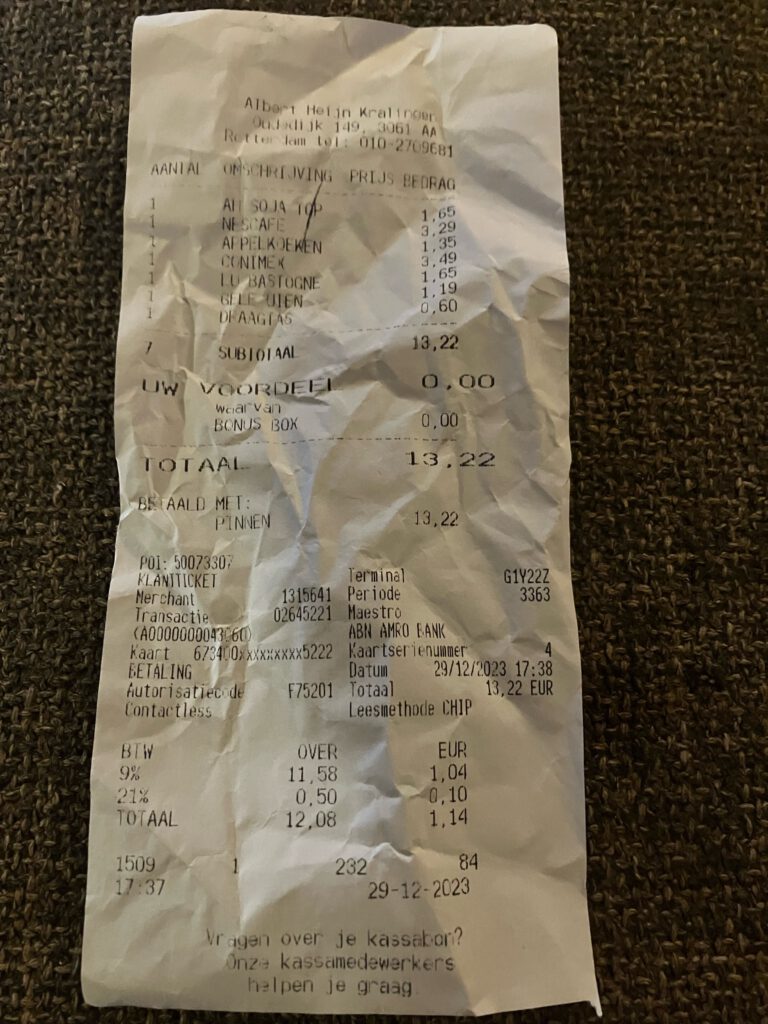 Albert Heijn Kralingen
Oudedijk 149, 3061 AA
Rotterdam tel: 010-2709681
AANTAL OMSCHRIJVING PRIJS BEDRAG
1 AH SOJA TOP 1,65
1 NESCAFE 3,29
1 APPELKOEKEN 1,35
1 CONIMEX 3,49
1 LU BASTOGNE 1,65
1 GELE UIEN 1,19
1 DRAAGTAS 0,60
7 SUBTOTAAL 13,22
UW VOORDEEL 0,00
waarvan
BONUS BOX 0,00
TOTAAL 13,22
BETAALD MET:
PINNEN 13,22
POI: 50073307
KLANTTICKET Terminal G1Y22Z
Merchant 1315641 Periode 3363
Transactie 02645221 Maestro
(A0000000043060) ABN AMRO BANK
Kaart 673400xxxxxxxxx5222 Kaartserienummer 4
BETALING Datum 29/12/2023 17:38
Autorisatiecode F75201 Totaal 13,22 EUR
Contactless Leesmethode CHIP
BTW OVER EUR
9% 11,58 1,04
21% 0,50 0,10
TOTAAL 12,08 1,14
1509 1 232 84
17:37 29-12-2023
Vragen over je kassabon?
Onze kassamedewerkers
helpen je graag